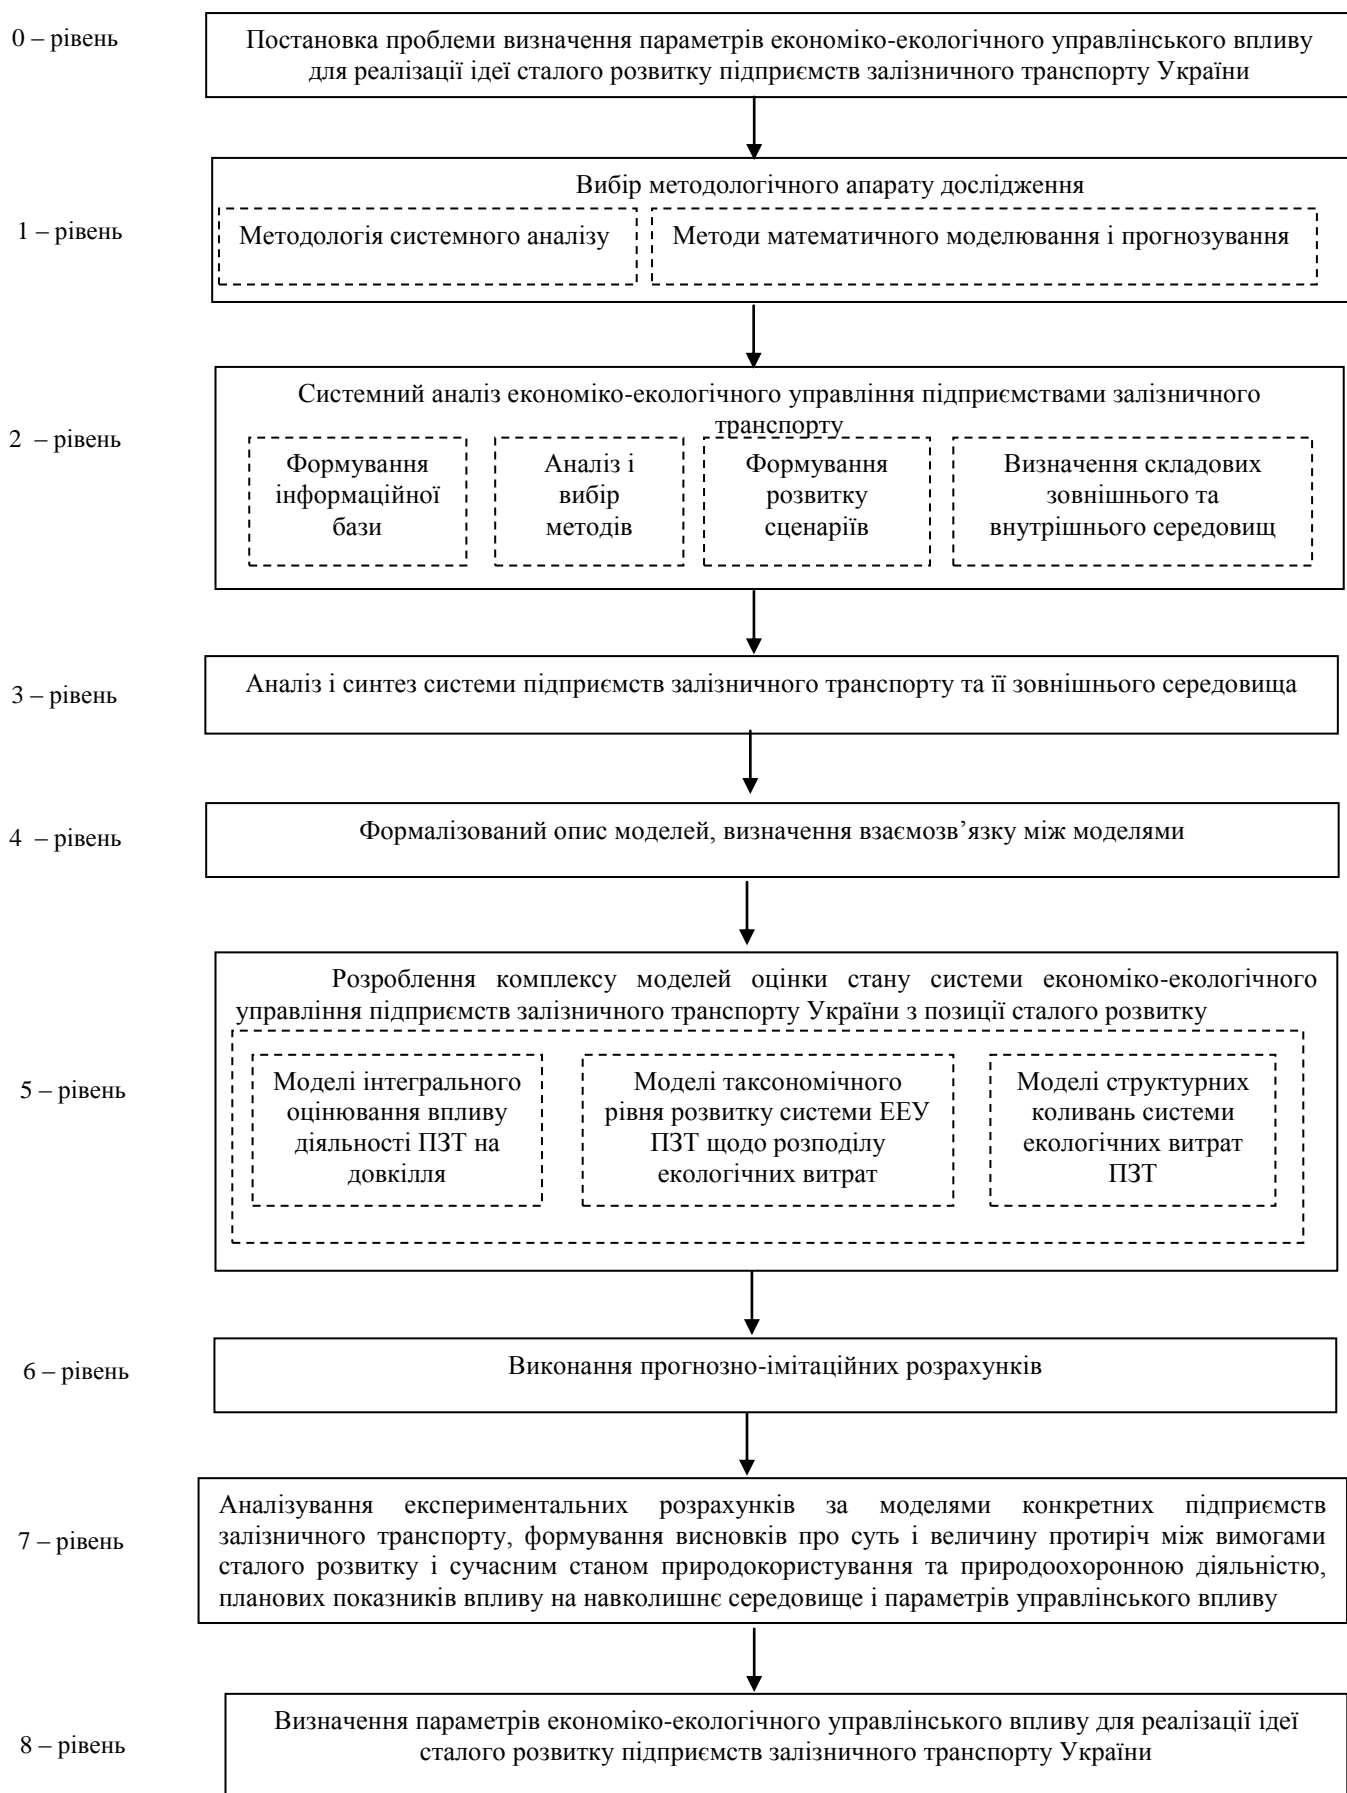 0 – рівень
Постановка проблеми визначення параметрів економіко-екологічного управлінського впливу
для реалізації ідеї сталого розвитку підприємств залізничного транспорту України
1 – рівень
Вибір методологічного апарату дослідження
Методологія системного аналізу
Методи математичного моделювання і прогнозування
2 – рівень
Системний аналіз економіко-екологічного управління підприємствами залізничного
транспорту
Формування
інформаційної
бази
Аналіз і
вибір
методів
Формування
розвитку
сценаріїв
Визначення складових
зовнішнього та
внутрішнього середовищ
3 – рівень
Аналіз і синтез системи підприємств залізничного транспорту та її зовнішнього середовища
4 – рівень
Формалізований опис моделей, визначення взаємозв’язку між моделями
5 – рівень
Розроблення комплексу моделей оцінки стану системи економіко-екологічного
управління підприємств залізничного транспорту України з позиції сталого розвитку
Моделі інтегрального
оцінювання впливу
діяльності ПЗТ на
довкілля
Моделі таксономічного
рівня розвитку системи ЕЕУ
ПЗТ щодо розподілу
екологічних витрат
Моделі структурних
коливань системи
екологічних витрат
ПЗТ
6 – рівень
Виконання прогнозно-імітаційних розрахунків
7 – рівень
Аналізування експериментальних розрахунків за моделями конкретних підприємств
залізничного транспорту, формування висновків про суть і величину протиріч між вимогами
сталого розвитку і сучасним станом природокористування та природоохоронною діяльністю,
планових показників впливу на навколишнє середовище і параметрів управлінського впливу
8 – рівень
Визначення параметрів економіко-екологічного управлінського впливу для реалізації ідеї
сталого розвитку підприємств залізничного транспорту України